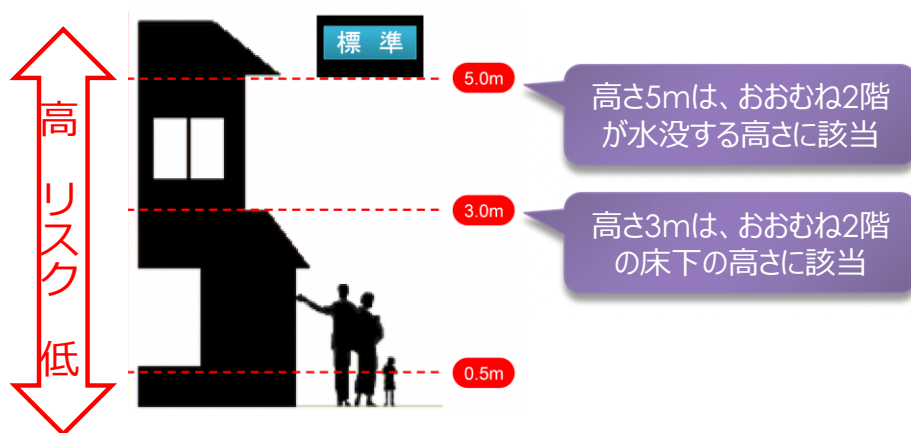 標 準
5.0m
高さ5mは、おおむね2階
が水没する高さに該当
高 リスク 低
3.0m
高さ3mは、おおむね2階
の床下の高さに該当
0.5m